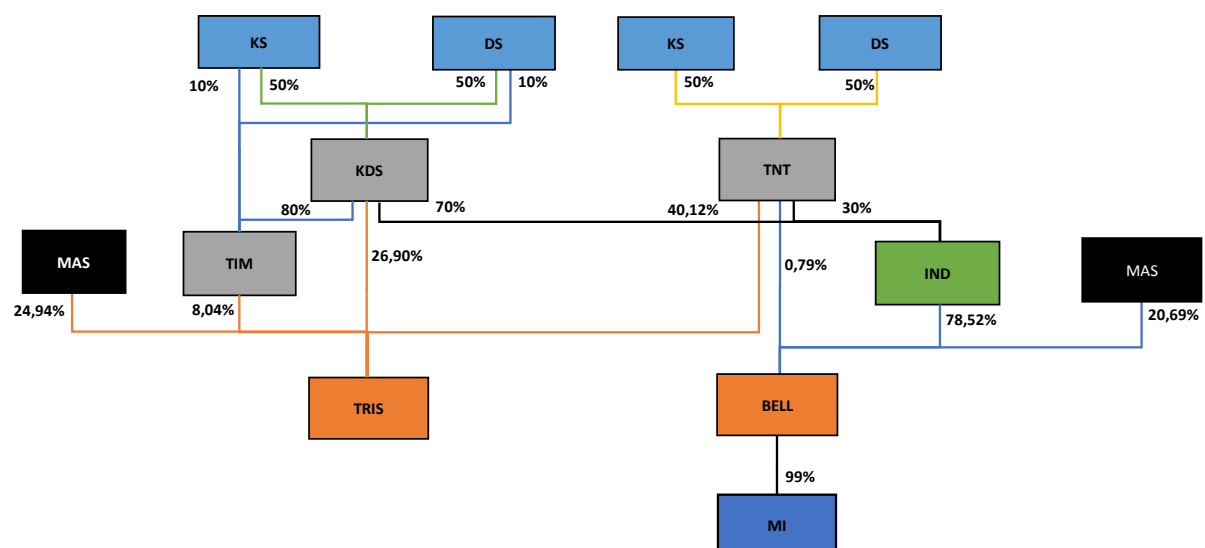 KS
DS
KS
DS
10%
50%
50%
10%
50%
50%
KDS
TNT
80%
70%
40,12%
30%
MAS
TIM
26,90%
0,79%
IND
MAS
24,94%
8,04%
78,52%
20,69%
TRIS
BELL
99%
MI